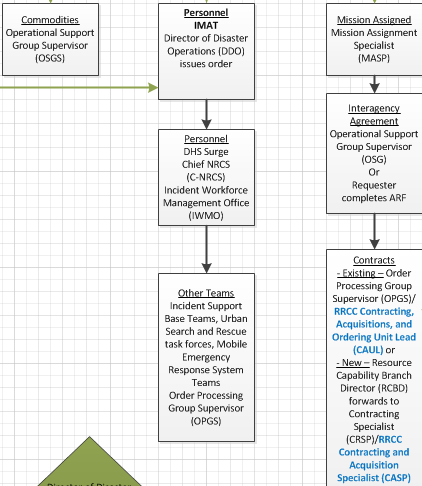 Commodities
Operational Support
Group Supervisor
(OSGS)
Personnel
IMAT
Director of Disaster
Operations (DDO)
issues order
Mission Assigned
Mission Assignment
Specialist
(MASP)
Personnel
DHS Surge
Chief NRCS
(C-NRCS)
Incident Workforce
Management Office
(IWMO)
Interagency
Agreement
Operational Support
Group Supervisor
(OSG)
Or
Requester
completes ARF
Other Teams
Incident Support
Base Teams, Urban
Search and Rescue
task forces, Mobile
Emergency
Response System
Teams
Order Processing
Group Supervisor
(OPGS)
Contracts
- Existing – Order
Processing Group
Supervisor (OPGS)/
RRCC Contracting,
Acquisitions, and
Ordering Unit Lead
(CAUL) or
- New – Resource
Capability Branch
Director (RCBD)
forwards to
Contracting
Specialist
(CRSP)/RRCC
Contracting and
Acquisition
Specialist (CASP)
Director of Disaster